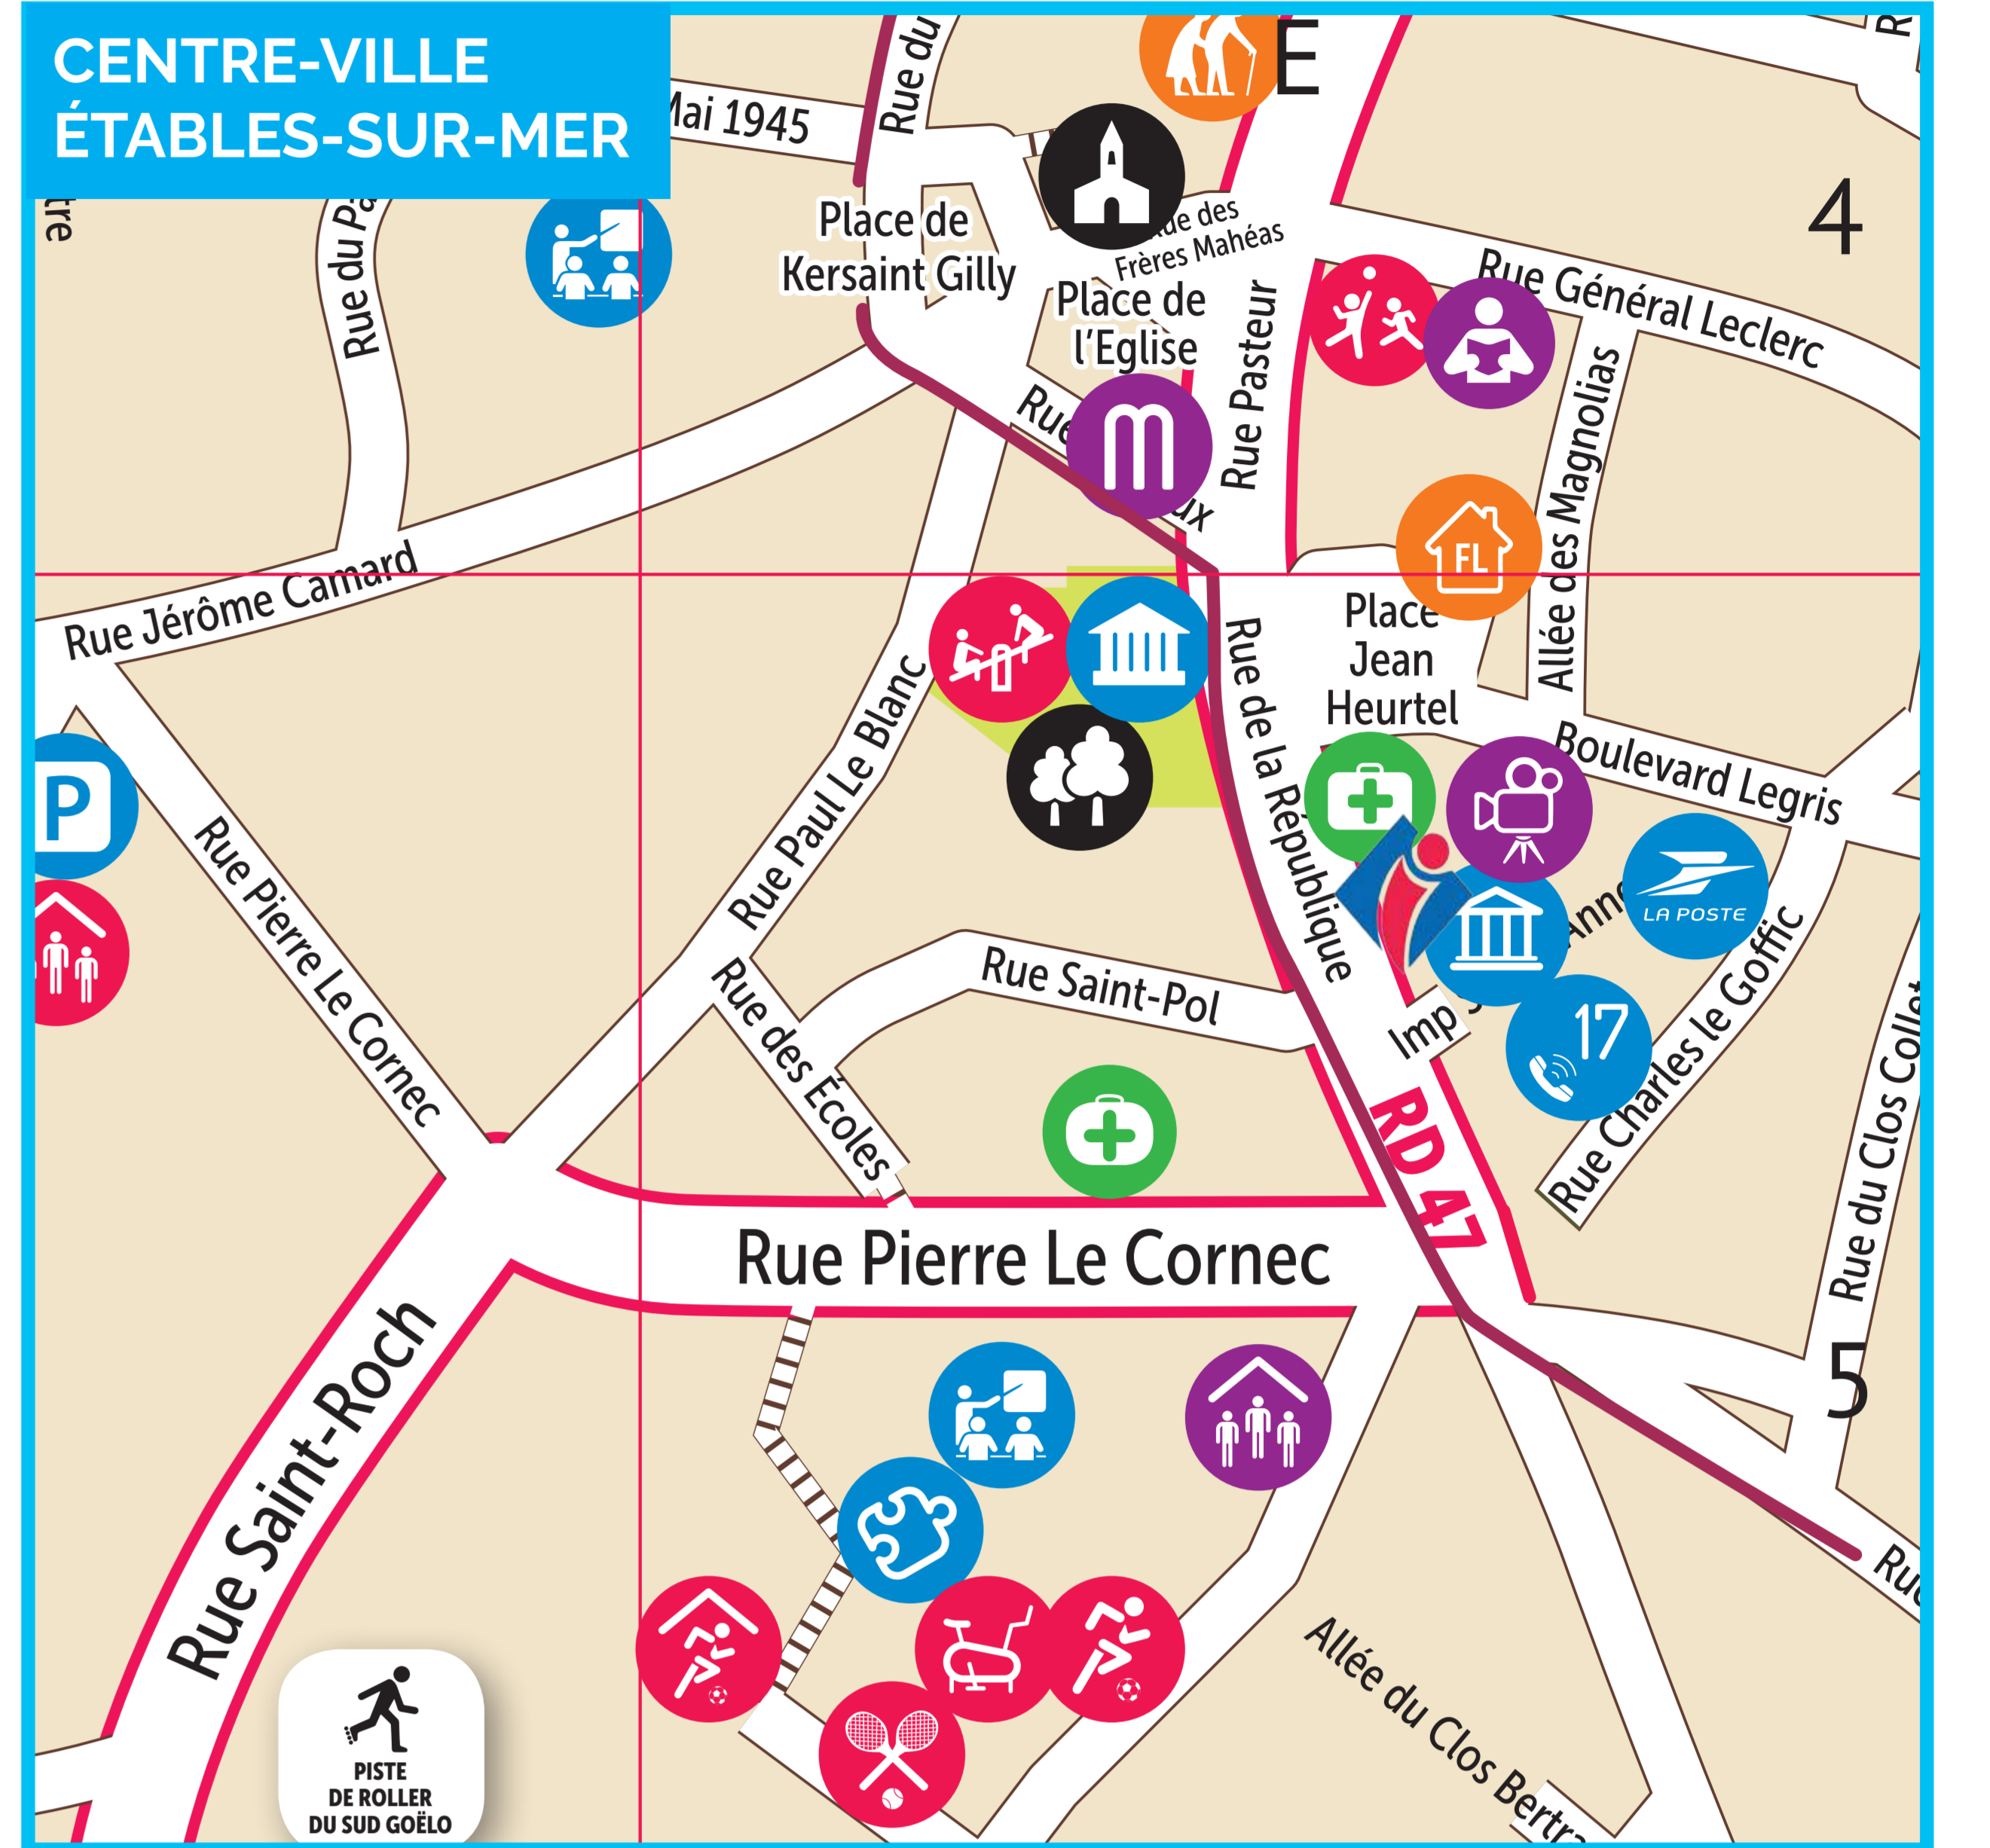 CENTRE-VILLE
ÉTABLES-SUR-MER
Mai 1945
Rue du
E
4
Place de
Kersaint Gilly
Rue des
Frères Mahéas
Place de
l'Eglise
Rue Pasteur
Rue Général Leclerc
Allée des Magnolias
Rue
FL
Rue Jérôme Camard
Place
Jean
Heurtel
Rue de la République
Boulevard Legris
Rue Paul Le Blanc
P
Rue Pierre Le Cornec
LA POSTE
Rue Saint-Pol
Rue des Ecoles
Imp
17
Rue Charles le Goffic
Rue du Clos Collet
RD 47
Rue Pierre Le Cornec
Rue Saint-Roch
5
Rue
Allée du Clos Bertra
PISTE
DE ROLLER
DU SUD GOËLO